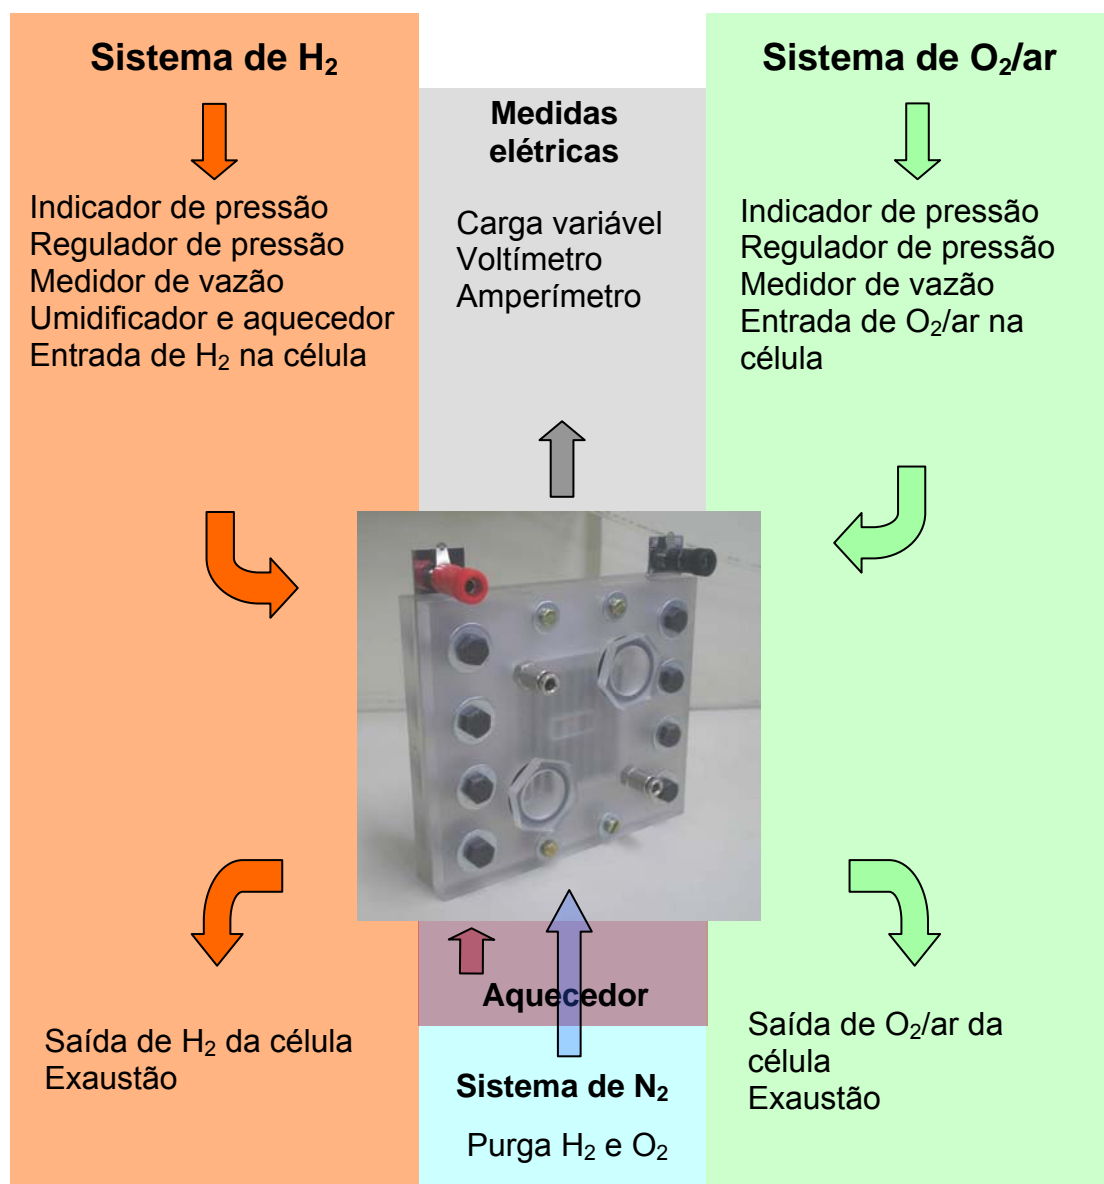 Sistema de H₂
Indicador de pressão
Regulador de pressão
Medidor de vazão
Umidificador e aquecedor
Entrada de H₂ na célula
Medidas
elétricas
Carga variável
Voltímetro
Amperímetro
Sistema de O₂/ar
Indicador de pressão
Regulador de pressão
Medidor de vazão
Entrada de O₂/ar na
célula
Saída de H₂ da célula
Exaustão
Aquecedor
Sistema de N₂
Purga H₂ e O₂
Saída de O₂/ar da
célula
Exaustão